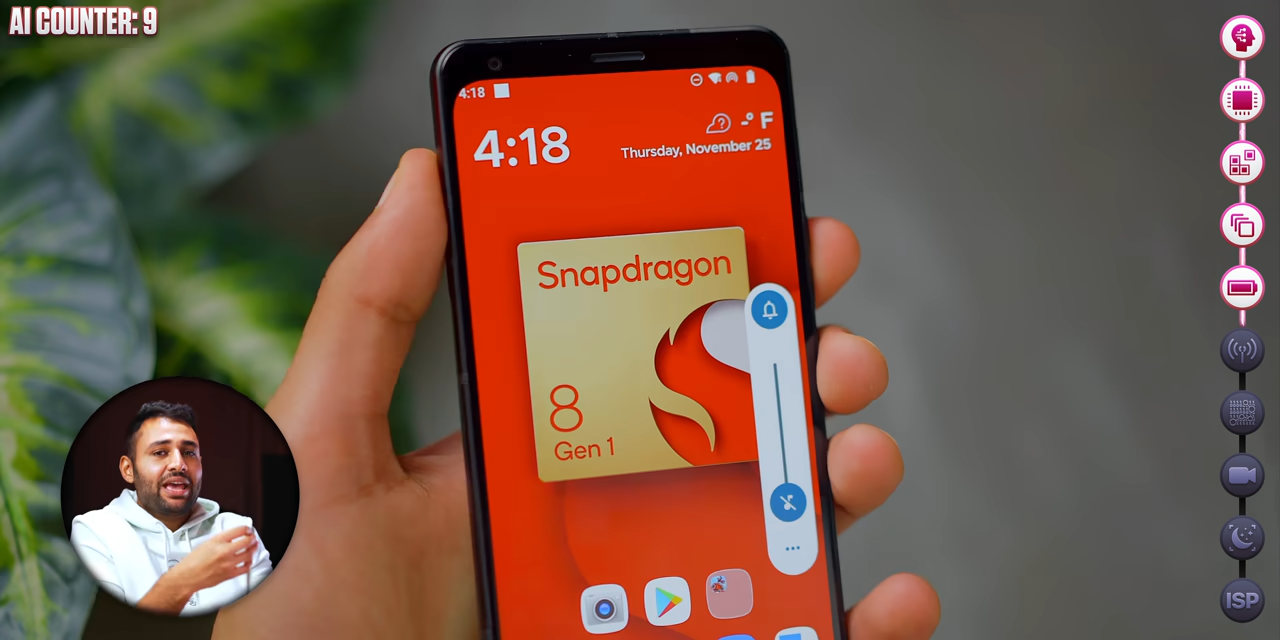 AI COUNTER: 9
4:18
4:18
-° F
Thursday, November 25
Snapdragon
8
Gen 1
ISP